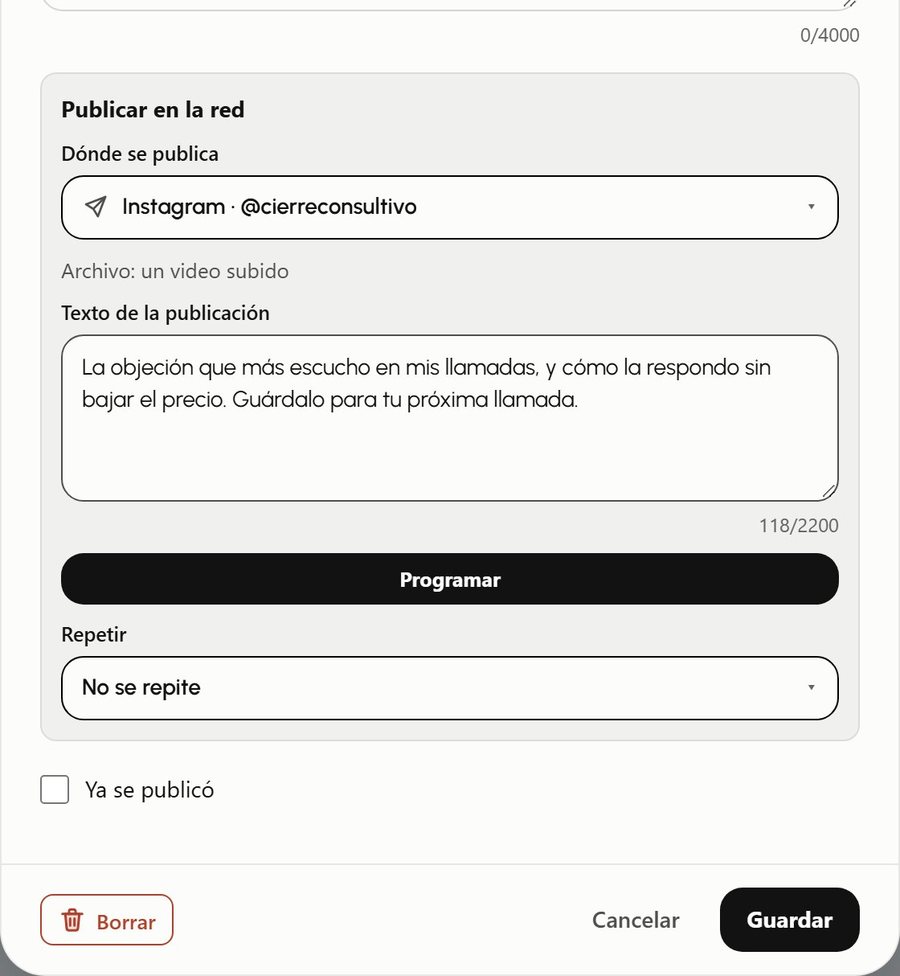 0/4000
Publicar en la red
Dónde se publica
Instagram · @cierreconsultivo
Archivo: un video subido
Texto de la publicación
La objeción que más escucho en mis llamadas, y cómo la respondo sin
bajar el precio. Guárdalo para tu próxima llamada.
118/2200
Programar
Repetir
No se repite
Ya se publicó
Borrar
Cancelar
Guardar